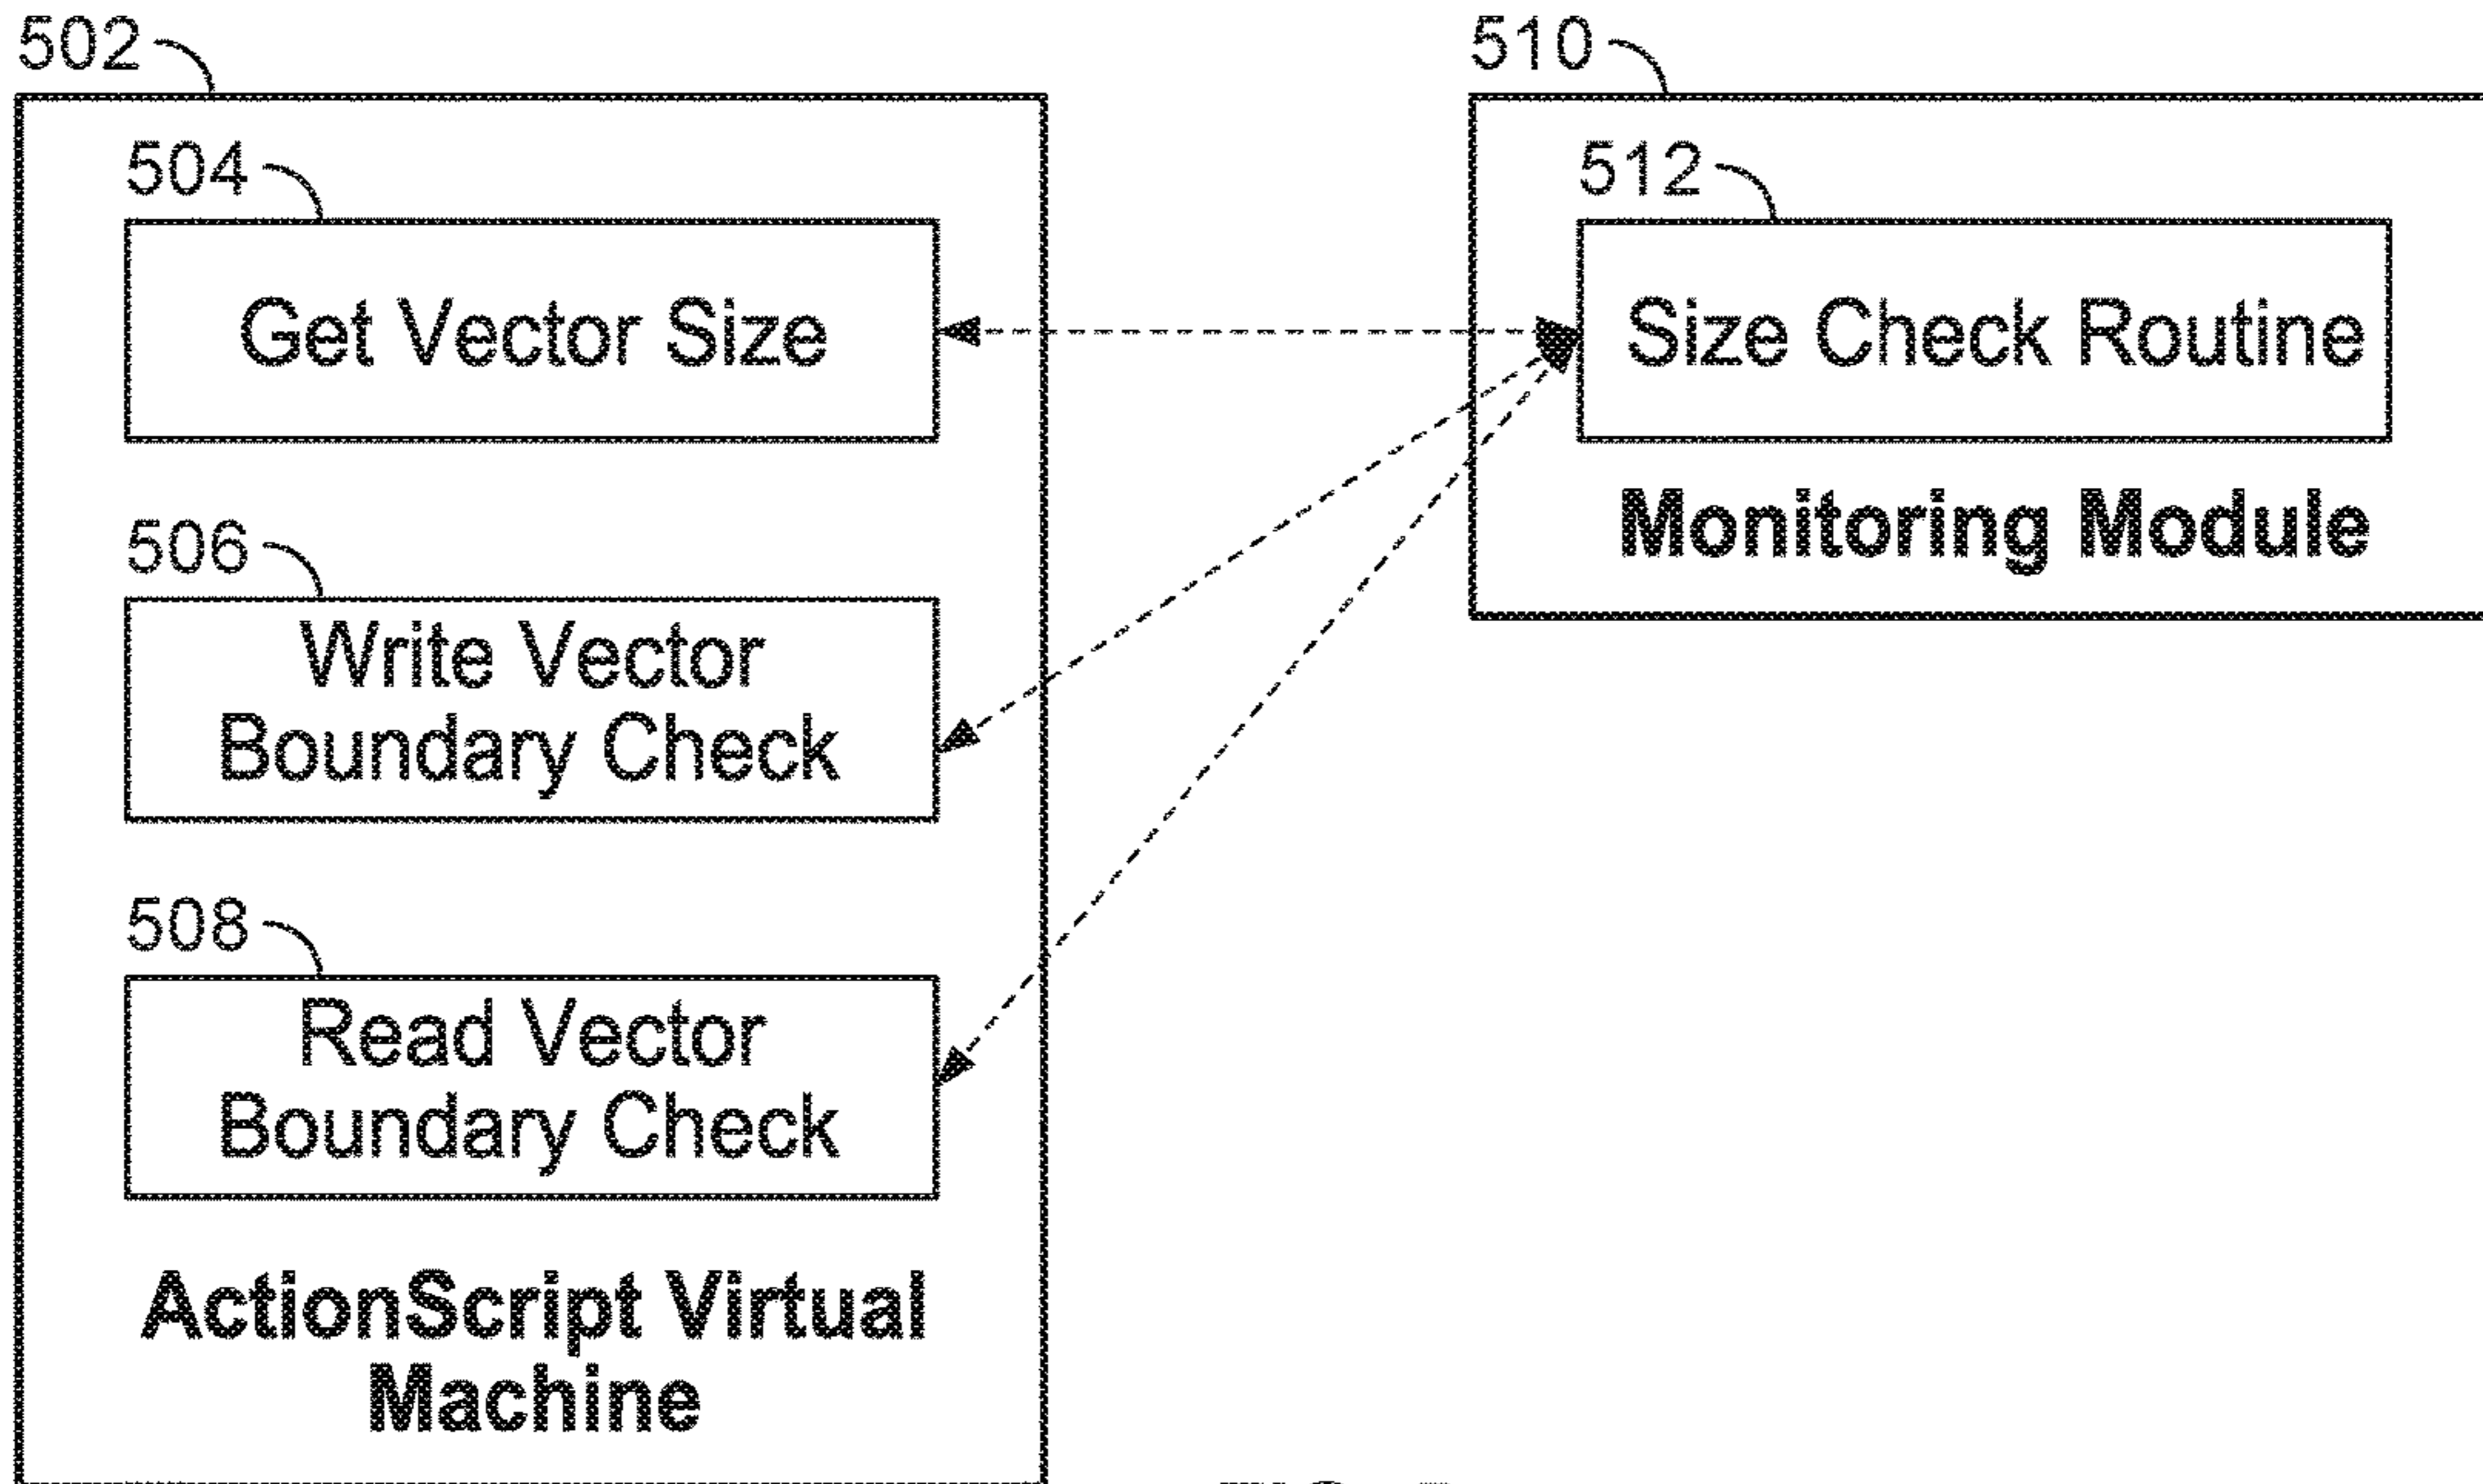 502
504
Get Vector Size
506
Write Vector
Boundary Check
508
Read Vector
Boundary Check
ActionScript Virtual
Machine
510
512
Size Check Routine
Monitoring Module